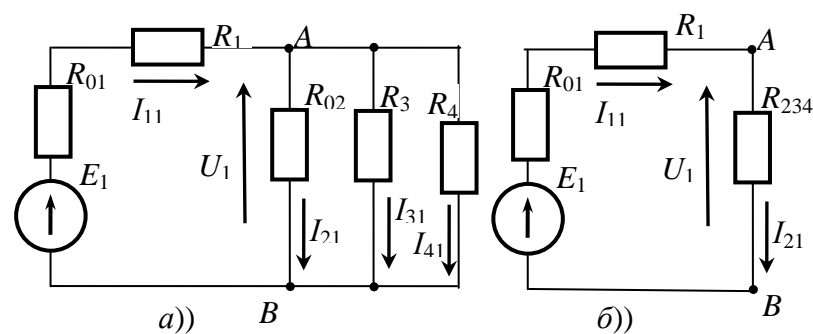 R₁ A
R₁ A
R₀₁
I₁₁
R₀₂
R₃
R₄
R₀₁
I₁₁
R₂₃₄
E₁
U₁
I₂₁
I₃₁
I₄₁
E₁
U₁
I₂₁
а)) B
б)) B